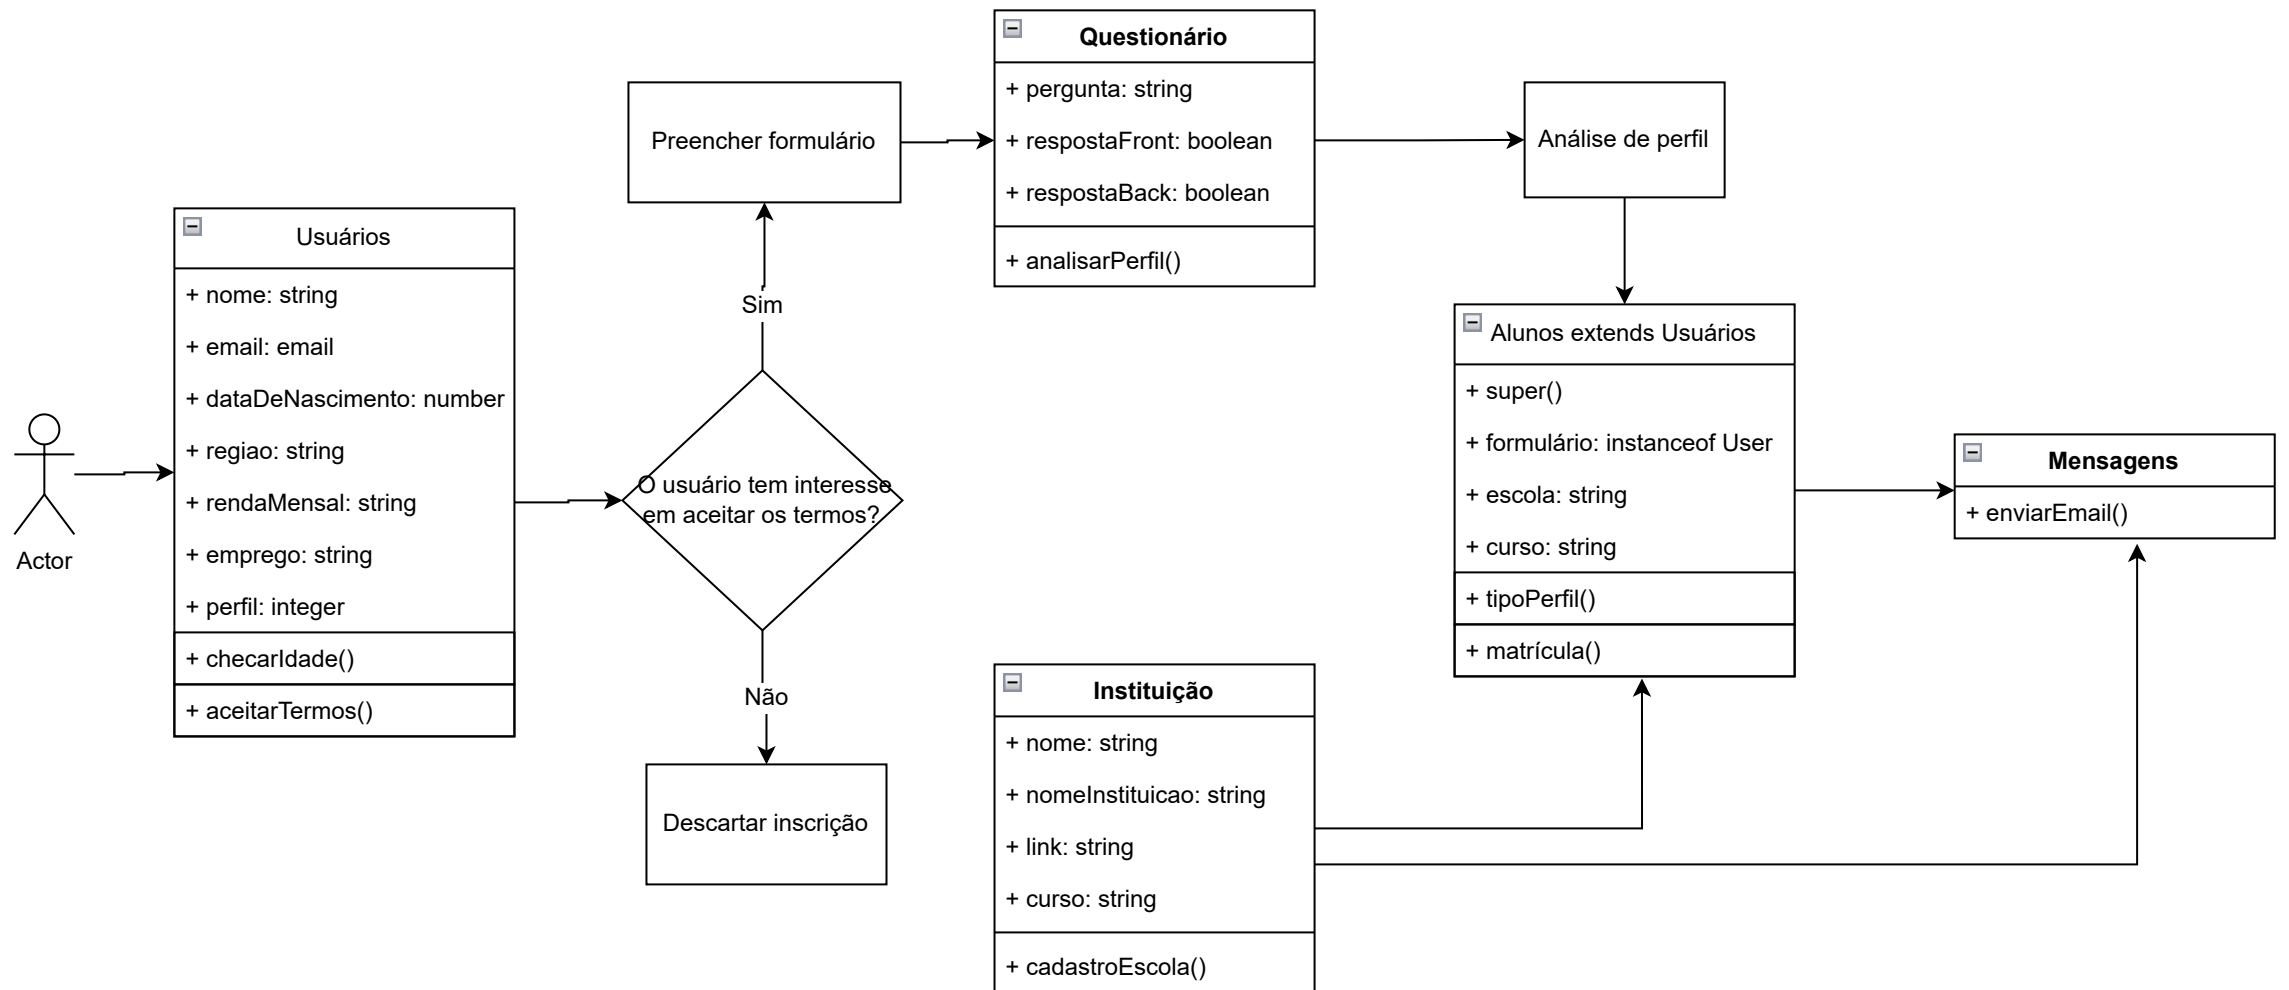 Actor
Usuários
+ nome: string
+ email: email
+ dataDeNascimento: number
+ regiao: string
+ rendaMensal: string
+ emprego: string
+ perfil: integer
+ checarIdade()
+ aceitarTermos()
O usuário tem interesse
em aceitar os termos?
Sim
Preencher formulário
Não
Descartar inscrição
Questionário
+ pergunta: string
+ respostaFront: boolean
+ respostaBack: boolean
+ analisarPerfil()
Análise de perfil
Alunos extends Usuários
+ super()
+ formulário: instanceof User
+ escola: string
+ curso: string
+ tipoPerfil()
+ matrícula()
Mensagens
+ enviarEmail()
Instituição
+ nome: string
+ nomeInstituicao: string
+ link: string
+ curso: string
+ cadastroEscola()